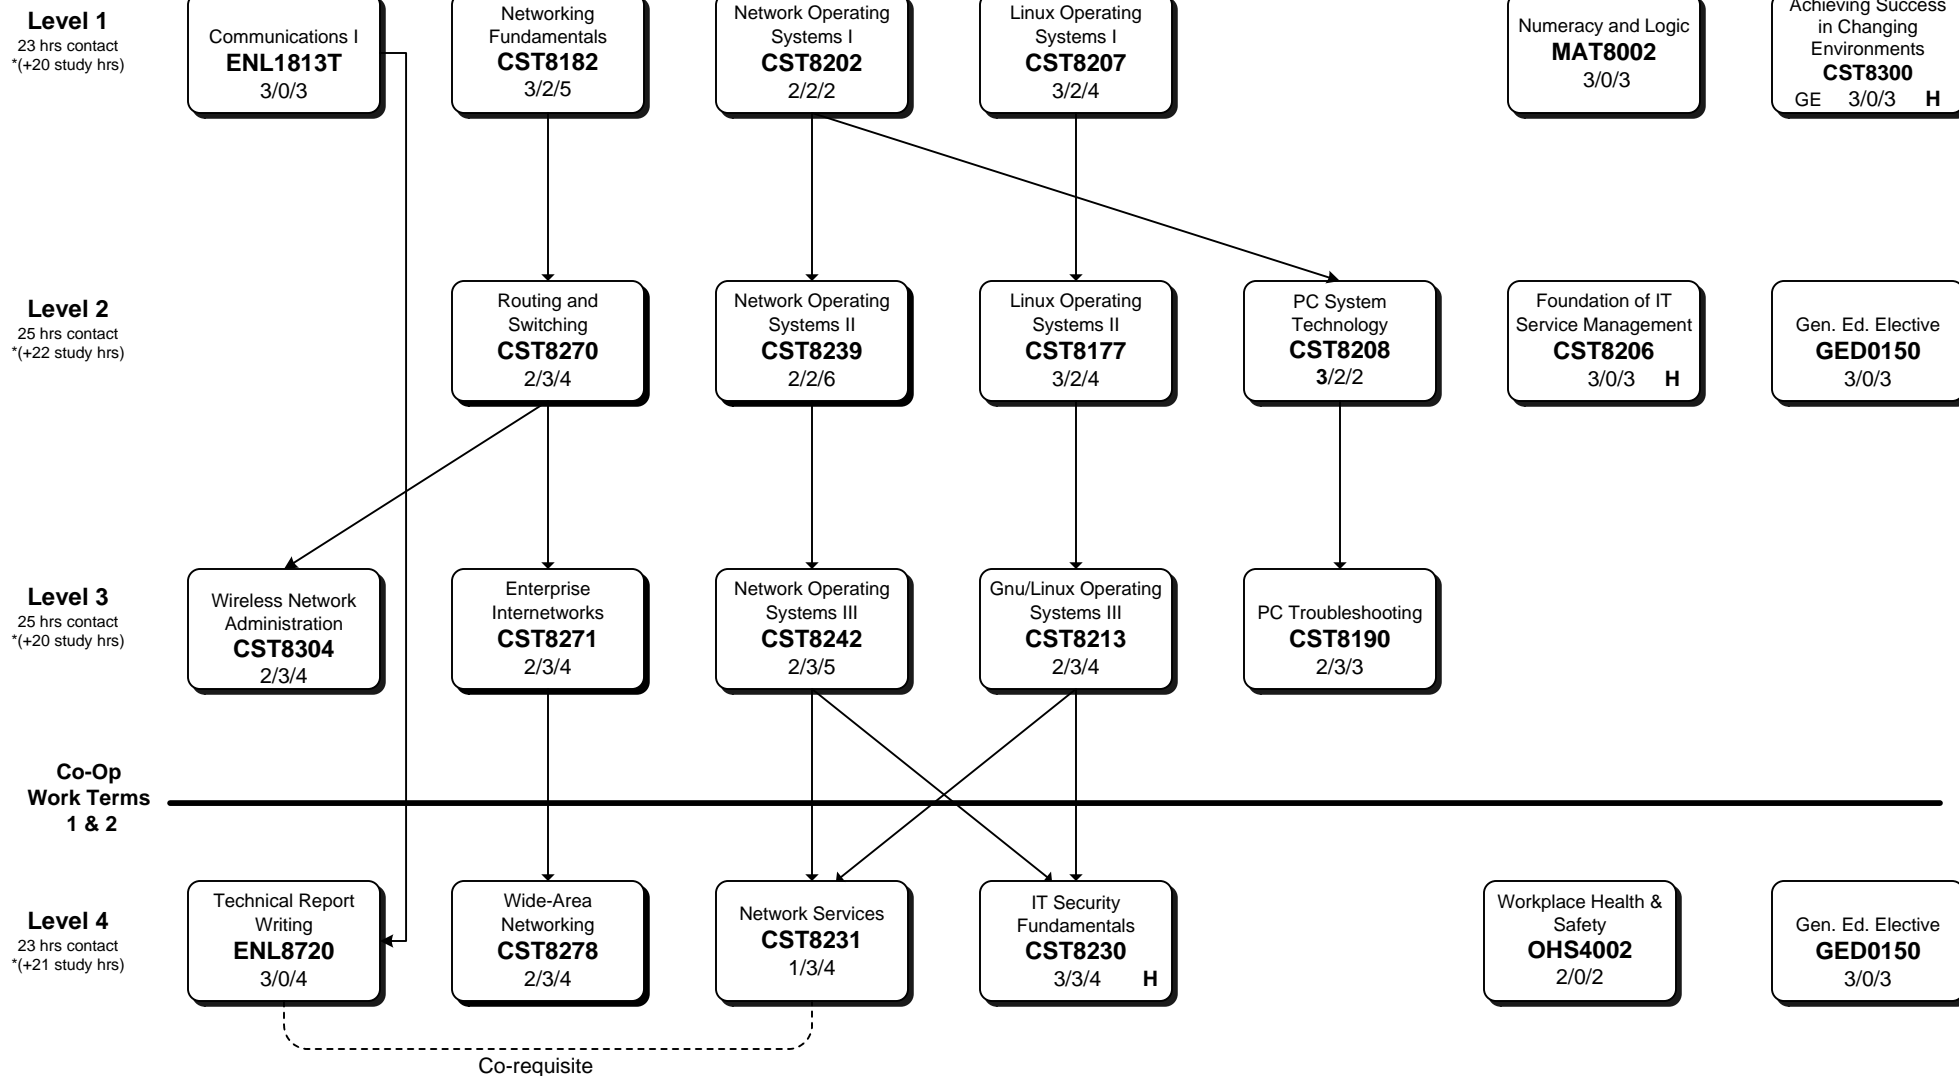 Level 1
23 hrs contact
*(+20 study hrs)
Communications I
ENL1813T
3/0/3
Networking
Fundamentals
CST8182
3/2/5
Network Operating
Systems I
CST8202
2/2/2
Linux Operating
Systems I
CST8207
3/2/4
Numeracy and Logic
MAT8002
3/0/3
Achieving Success
in Changing
Environments
CST8300
GE 3/0/3 H
Level 2
25 hrs contact
*(+22 study hrs)
Routing and
Switching
CST8270
2/3/4
Network Operating
Systems II
CST8239
2/2/6
Linux Operating
Systems II
CST8177
3/2/4
PC System
Technology
CST8208
3/2/2
Foundation of IT
Service Management
CST8206
3/0/3 H
Gen. Ed. Elective
GED0150
3/0/3
Level 3
25 hrs contact
*(+20 study hrs)
Wireless Network
Administration
CST8304
2/3/4
Enterprise
Internetworks
CST8271
2/3/4
Network Operating
Systems III
CST8242
2/3/5
Gnu/Linux Operating
Systems III
CST8213
2/3/4
PC Troubleshooting
CST8190
2/3/3
Co-Op
Work Terms
1 & 2
Level 4
23 hrs contact
*(+21 study hrs)
Technical Report
Writing
ENL8720
3/0/4
Wide-Area
Networking
CST8278
2/3/4
Network Services
CST8231
1/3/4
IT Security
Fundamentals
CST8230
3/3/4 H
Workplace Health &
Safety
OHS4002
2/0/2
Gen. Ed. Elective
GED0150
3/0/3
Co-requisite